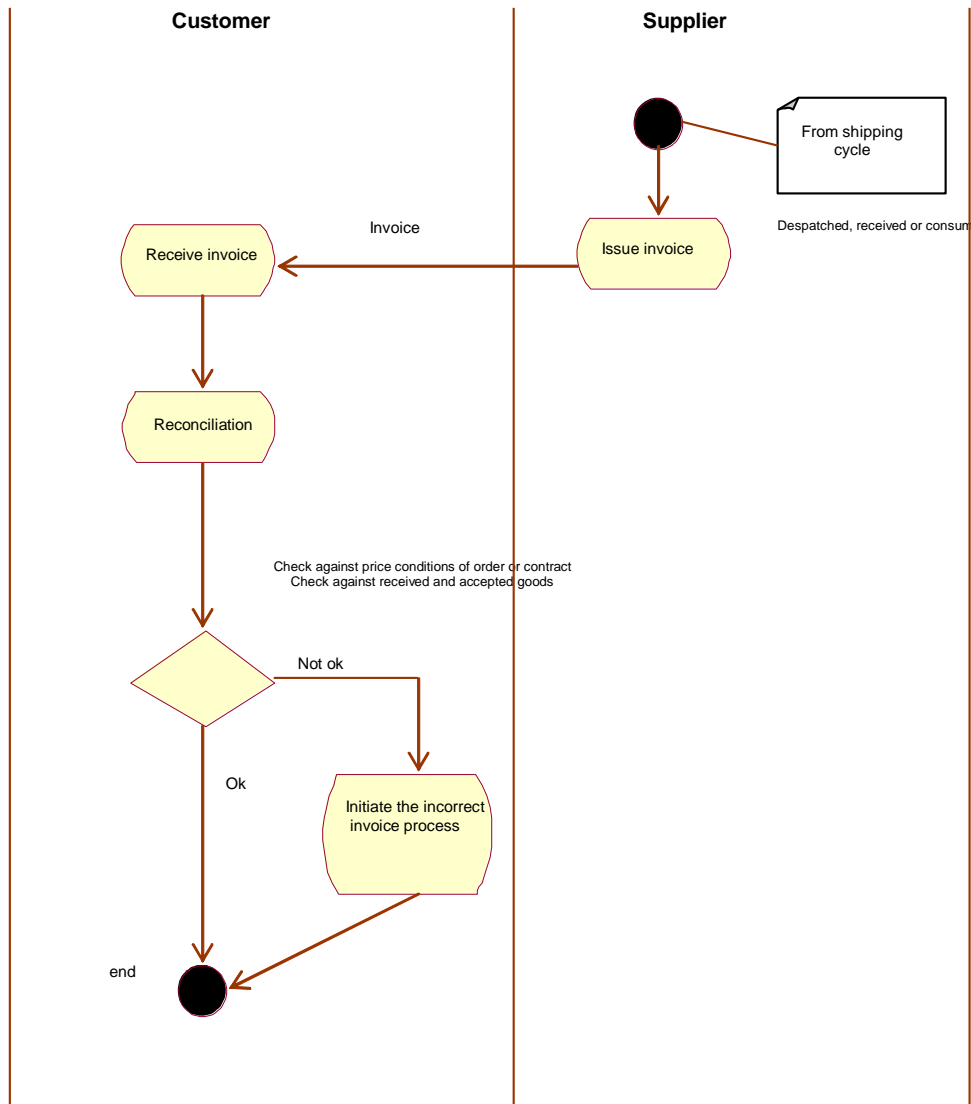 Customer
Supplier
From shipping
cycle
Despatched, received or consum
Invoice
Issue invoice
Receive invoice
Reconciliation
Check against price conditions of order or contract
Check against received and accepted goods
Not ok
Ok
Initiate the incorrect
invoice process
end